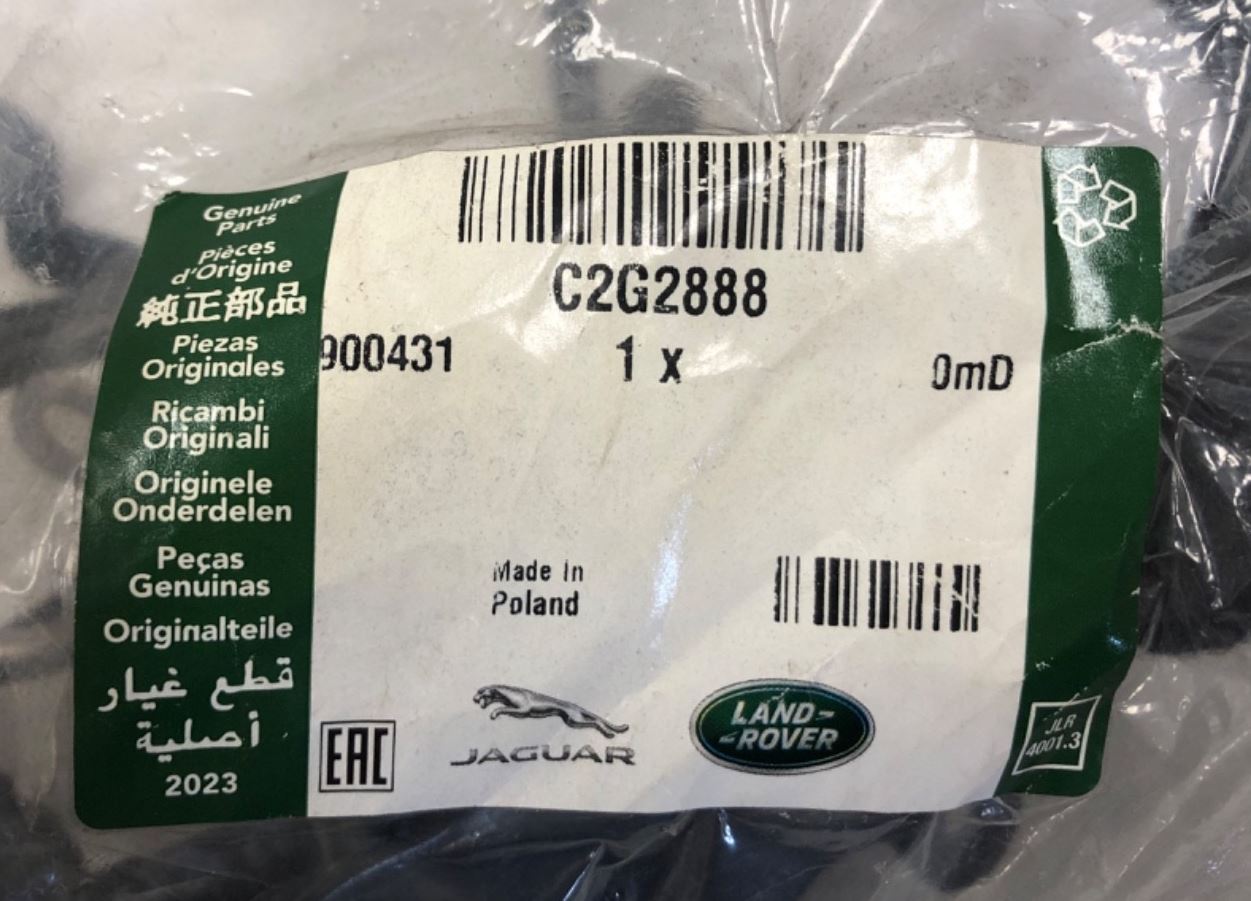 Genuine
Parts
Pièces
d'Origine
純正部品
Piezas
Originales
Ricambi
Originali
Originele
Onderdelen
Peças
Genuinas
Originalteile
قطع غيار
أصلية
2023
C2G2888
900431 1 x 0mD
Made In
Poland
EAC
JAGUAR
LAND-
-ROVER
JLR
4001.3